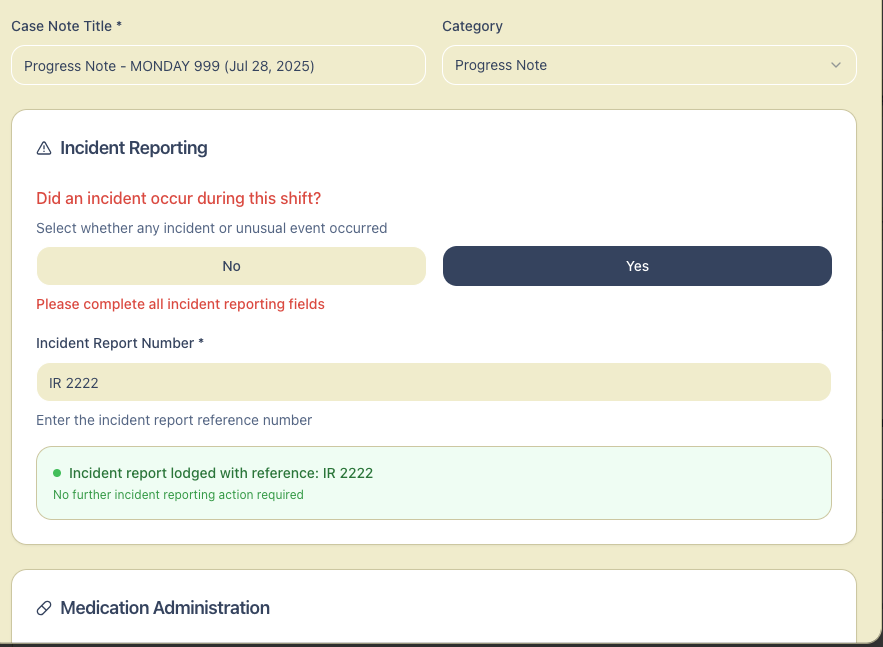 Case Note Title *
Category
Progress Note - MONDAY 999 (Jul 28, 2025)
Progress Note
Incident Reporting
Did an incident occur during this shift?
Select whether any incident or unusual event occurred
No
Yes
Please complete all incident reporting fields
Incident Report Number *
IR 2222
Enter the incident report reference number
Incident report lodged with reference: IR 2222
No further incident reporting action required
Medication Administration